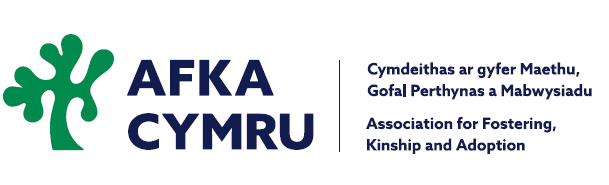 AFKA
CYMRU
Cymdeithas ar gyfer Maethu,
Gofal Perthynas a Mabwysiadu
Association for Fostering,
Kinship and Adoption